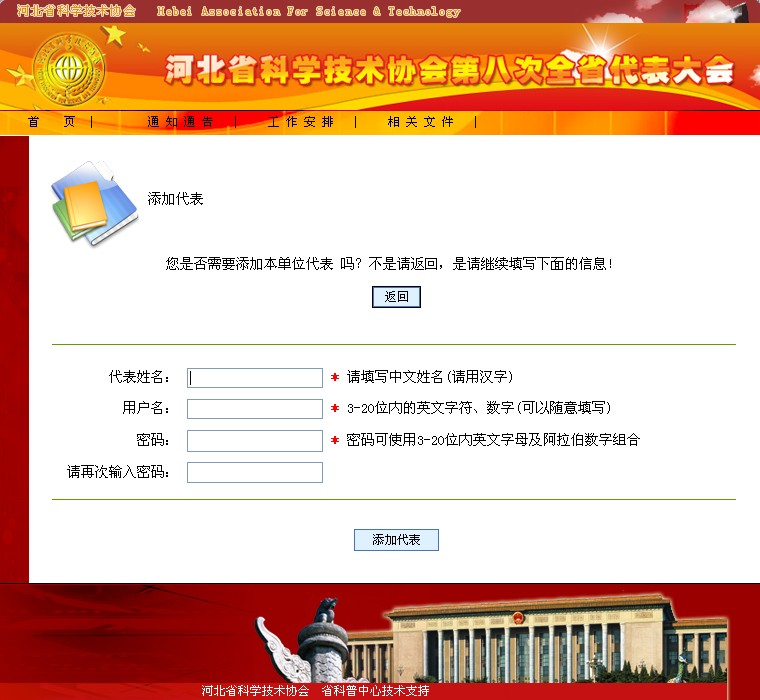 河北省科学技术协会 Hebei Association For Science & Technology
河北省科学技术协会第八次全省代表大会
首 页 | 通知通告 | 工作安排 | 相关文件 |
添加代表
您是否需要添加本单位代表 吗？不是请返回，是请继续填写下面的信息！
返回
代表姓名： * 请填写中文姓名(请用汉字)
用户名： * 3-20位内的英文字符、数字(可以随意填写)
密码： * 密码可使用3-20位内英文字母及阿拉伯数字组合
请再次输入密码：
添加代表
河北省科学技术协会 省科普中心技术支持